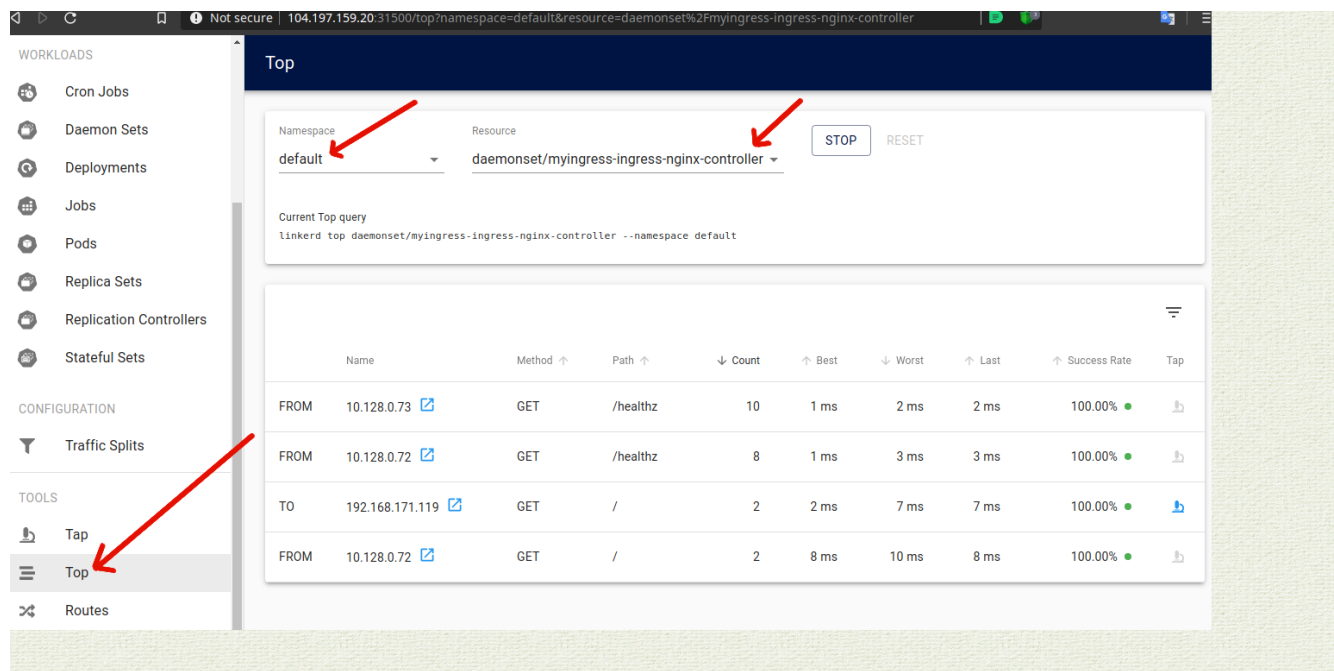 Not secure | 104.197.159.20:31500/top?namespace=default&resource=daemonset%2Fmyingress-ingress-nginx-controller
WORKLOADS
Cron Jobs
Daemon Sets
Deployments
Jobs
Pods
Replica Sets
Replication Controllers
Stateful Sets
CONFIGURATION
Traffic Splits
TOOLS
Tap
Top
Routes
Top
Namespace Resource
default daemonset/myingress-ingress-nginx-controller STOP RESET
Current Top query
linkerd top daemonset/myingress-ingress-nginx-controller --namespace default
Name Method ↑ Path ↑ ↓ Count ↑ Best ↓ Worst ↑ Last ↑ Success Rate Tap
FROM 10.128.0.73 GET /healthz 10 1 ms 2 ms 2 ms 100.00%
FROM 10.128.0.72 GET /healthz 8 1 ms 3 ms 3 ms 100.00%
TO 192.168.171.119 GET / 2 2 ms 7 ms 7 ms 100.00%
FROM 10.128.0.72 GET / 2 8 ms 10 ms 8 ms 100.00%